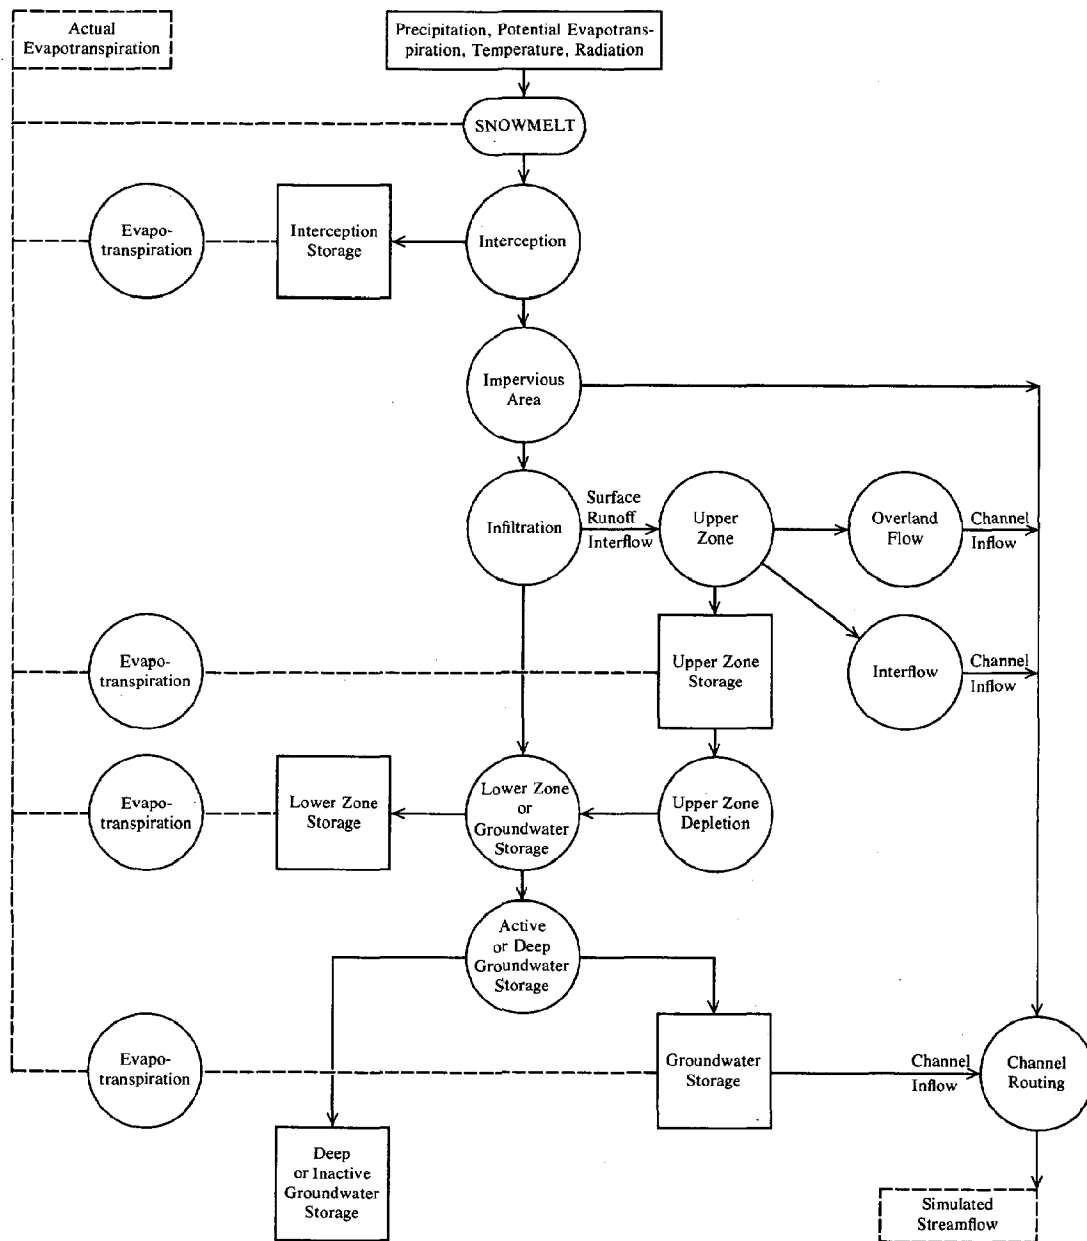 Actual
Evapotranspiration
Precipitation, Potential Evapotrans-
piration, Temperature, Radiation
SNOWMELT
Evapo-
transpiration
Interception
Storage
Interception
Impervious
Area
Infiltration
Surface
Runoff
Interflow
Upper
Zone
Overland
Flow
Channel
Inflow
Evapo-
transpiration
Upper Zone
Storage
Interflow
Channel
Inflow
Evapo-
transpiration
Lower Zone
Storage
Lower Zone
or
Groundwater
Storage
Upper Zone
Depletion
Active
or Deep
Groundwater
Storage
Evapo-
transpiration
Groundwater
Storage
Channel
Inflow
Channel
Routing
Deep
or Inactive
Groundwater
Storage
Simulated
Streamflow